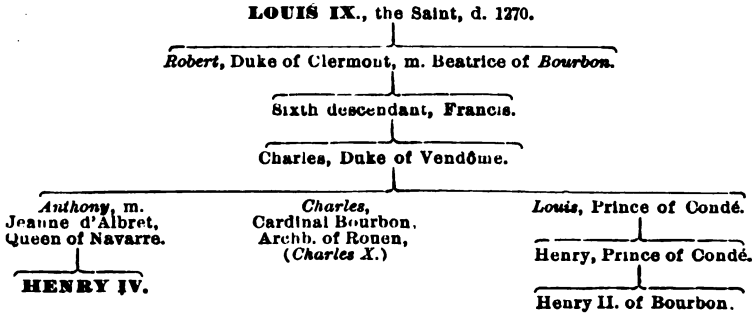 LOUIS IX., the Saint, d. 1270.
Robert, Duke of Clermont, m. Beatrice of Bourbon.
Sixth descendant, Francis.
Charles, Duke of Vendôme.
Anthony, m.
Jeanne d'Albret,
Queen of Navarre.
HENRY IV.
Charles,
Cardinal Bourbon,
Archb. of Rouen,
(Charles X.)
Louis, Prince of Condé.
Henry, Prince of Condé.
Henry II. of Bourbon.